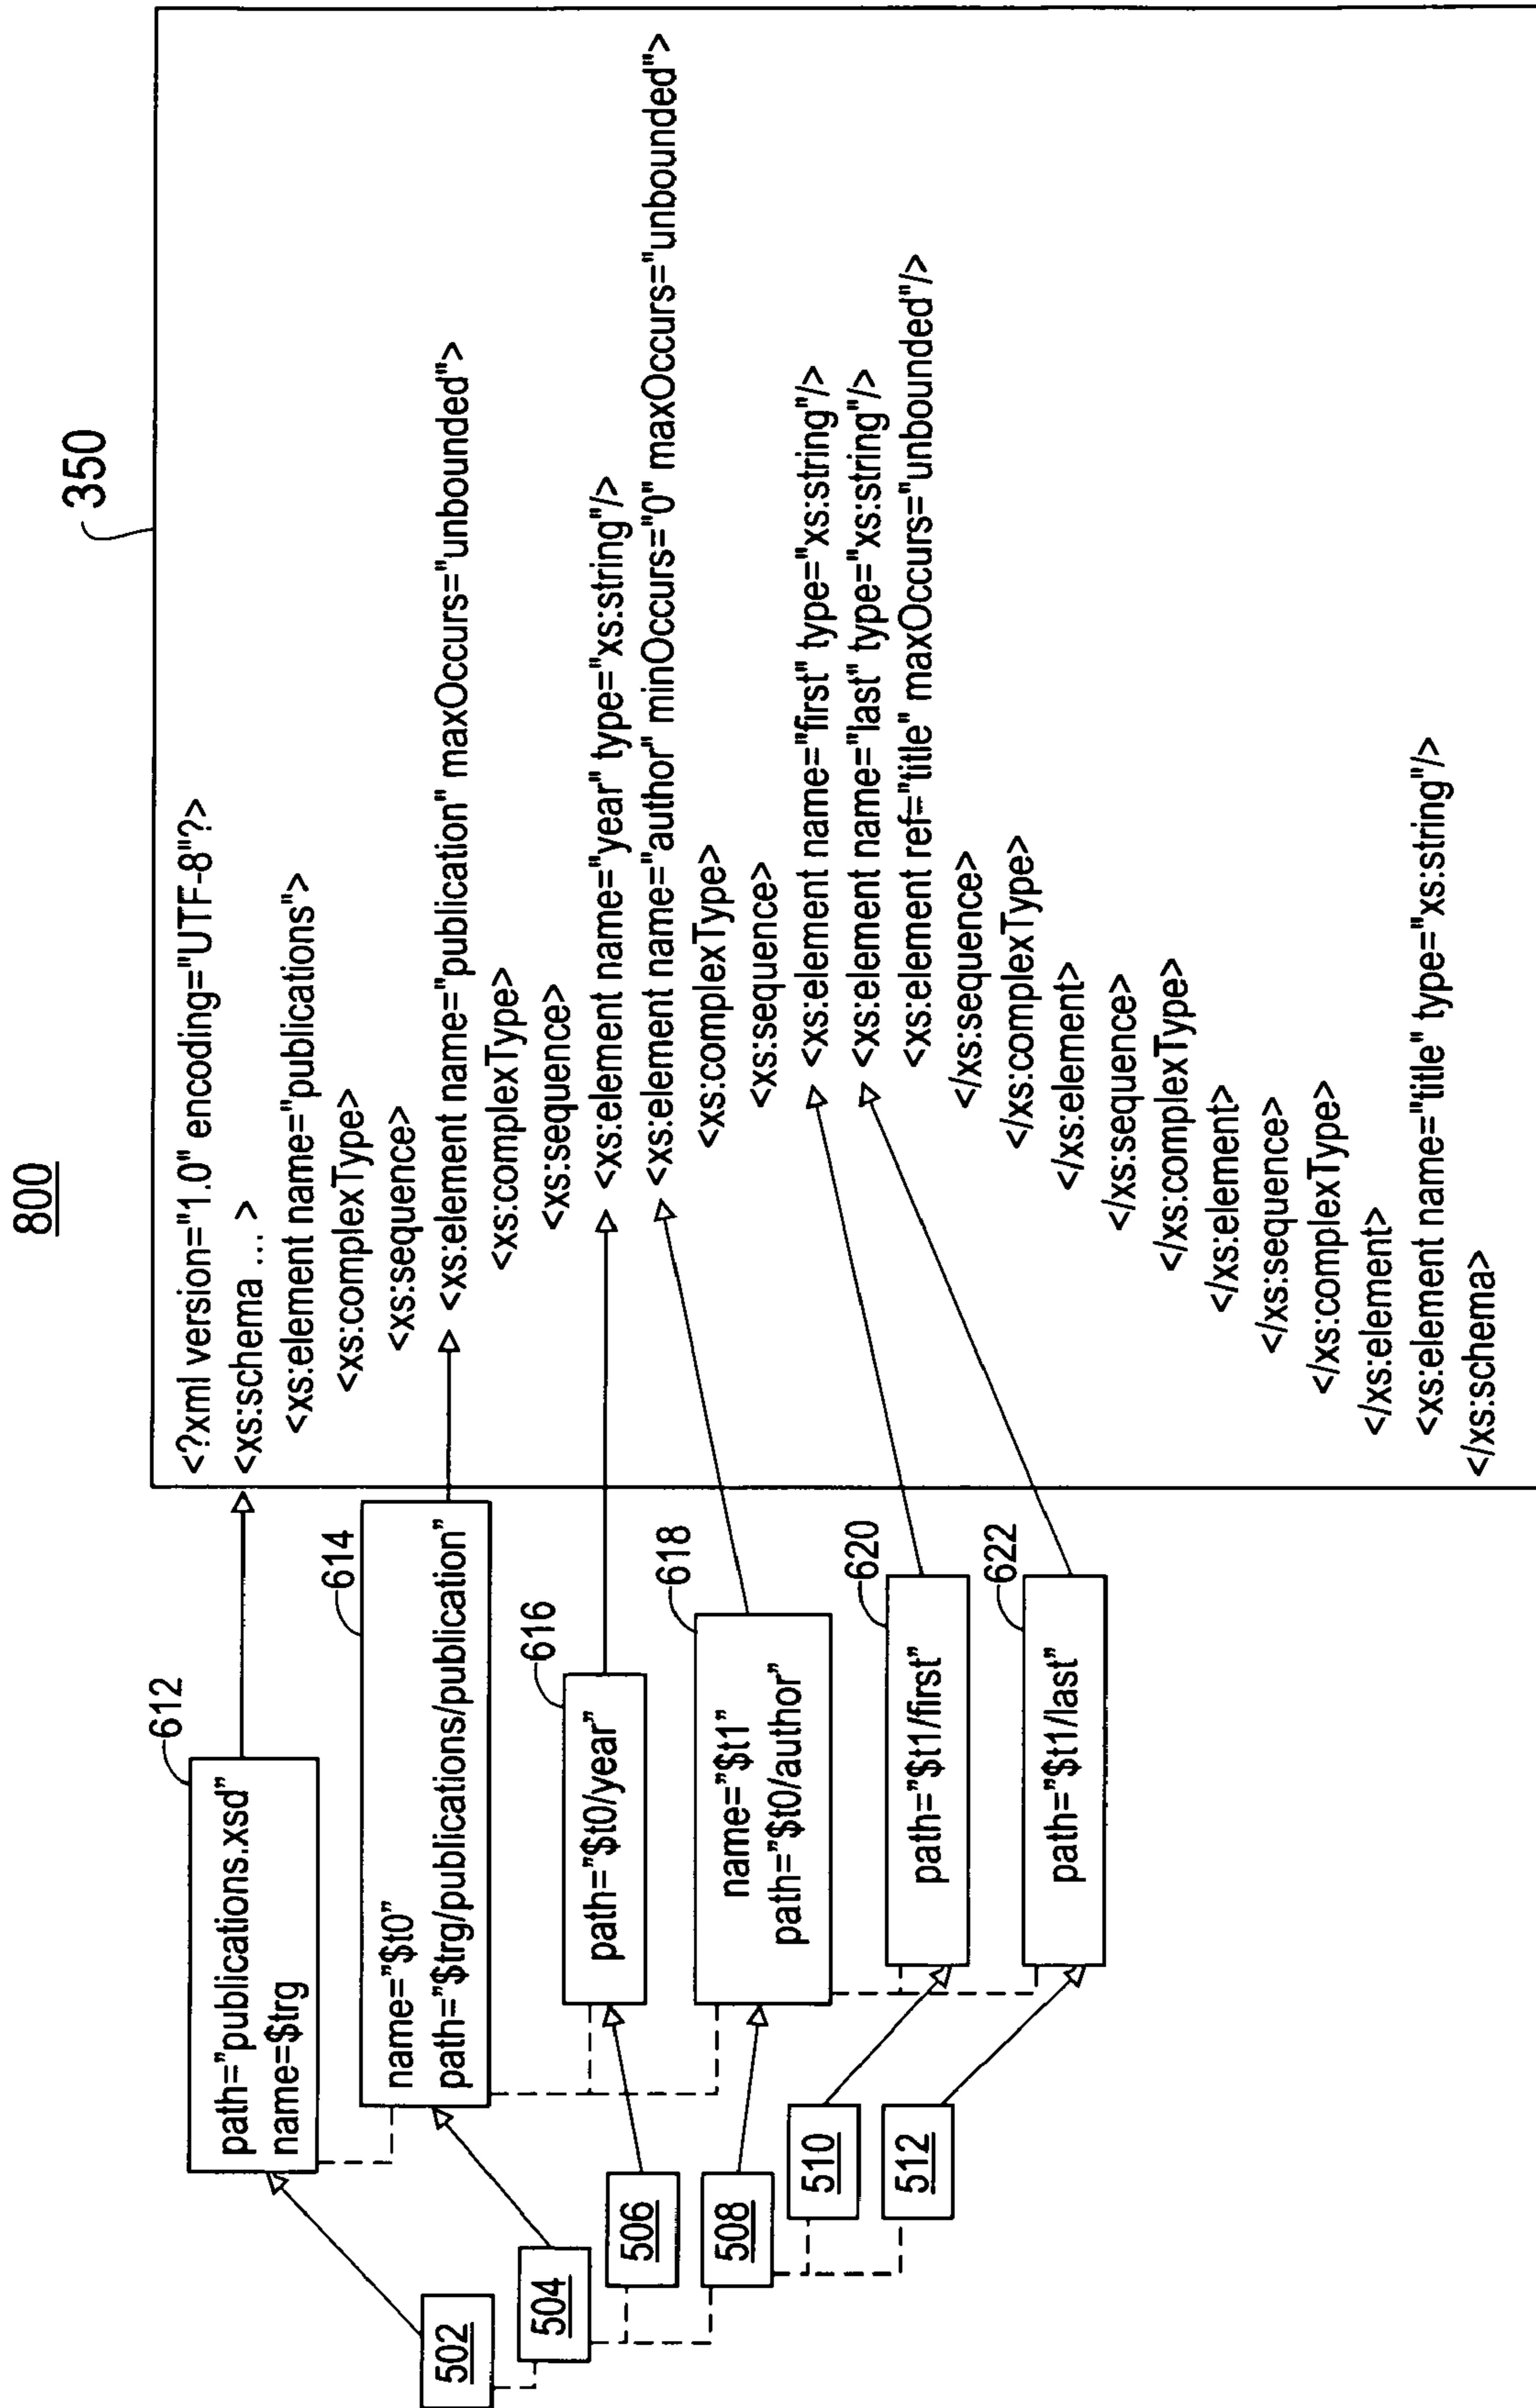 800
350
<?xml version="1.0" encoding="UTF-8"?>
<xs:schema ... >
<xs:element name="publications">
<xs:complexType>
<xs:sequence>
<xs:element name="publication" maxOccurs="unbounded">
<xs:complexType>
<xs:sequence>
<xs:element name="year" type="xs:string"/>
<xs:element name="author" minOccurs="0" maxOccurs="unbounded">
<xs:complexType>
<xs:sequence>
<xs:element name="first" type="xs:string"/>
<xs:element name="last" type="xs:string"/>
<xs:element ref="title" maxOccurs="unbounded"/>
</xs:sequence>
</xs:complexType>
</xs:element>
</xs:sequence>
</xs:complexType>
</xs:element>
</xs:sequence>
</xs:complexType>
</xs:element>
<xs:element name="title" type="xs:string"/>
</xs:schema>
612
path="publications.xsd"
name=$trg
614
name="$t0"
path="$trg/publications/publication"
616
path="$t0/year"
618
name="$t1"
path="$t0/author"
620
path="$t1/first"
622
path="$t1/last"
502
504
506
508
510
512